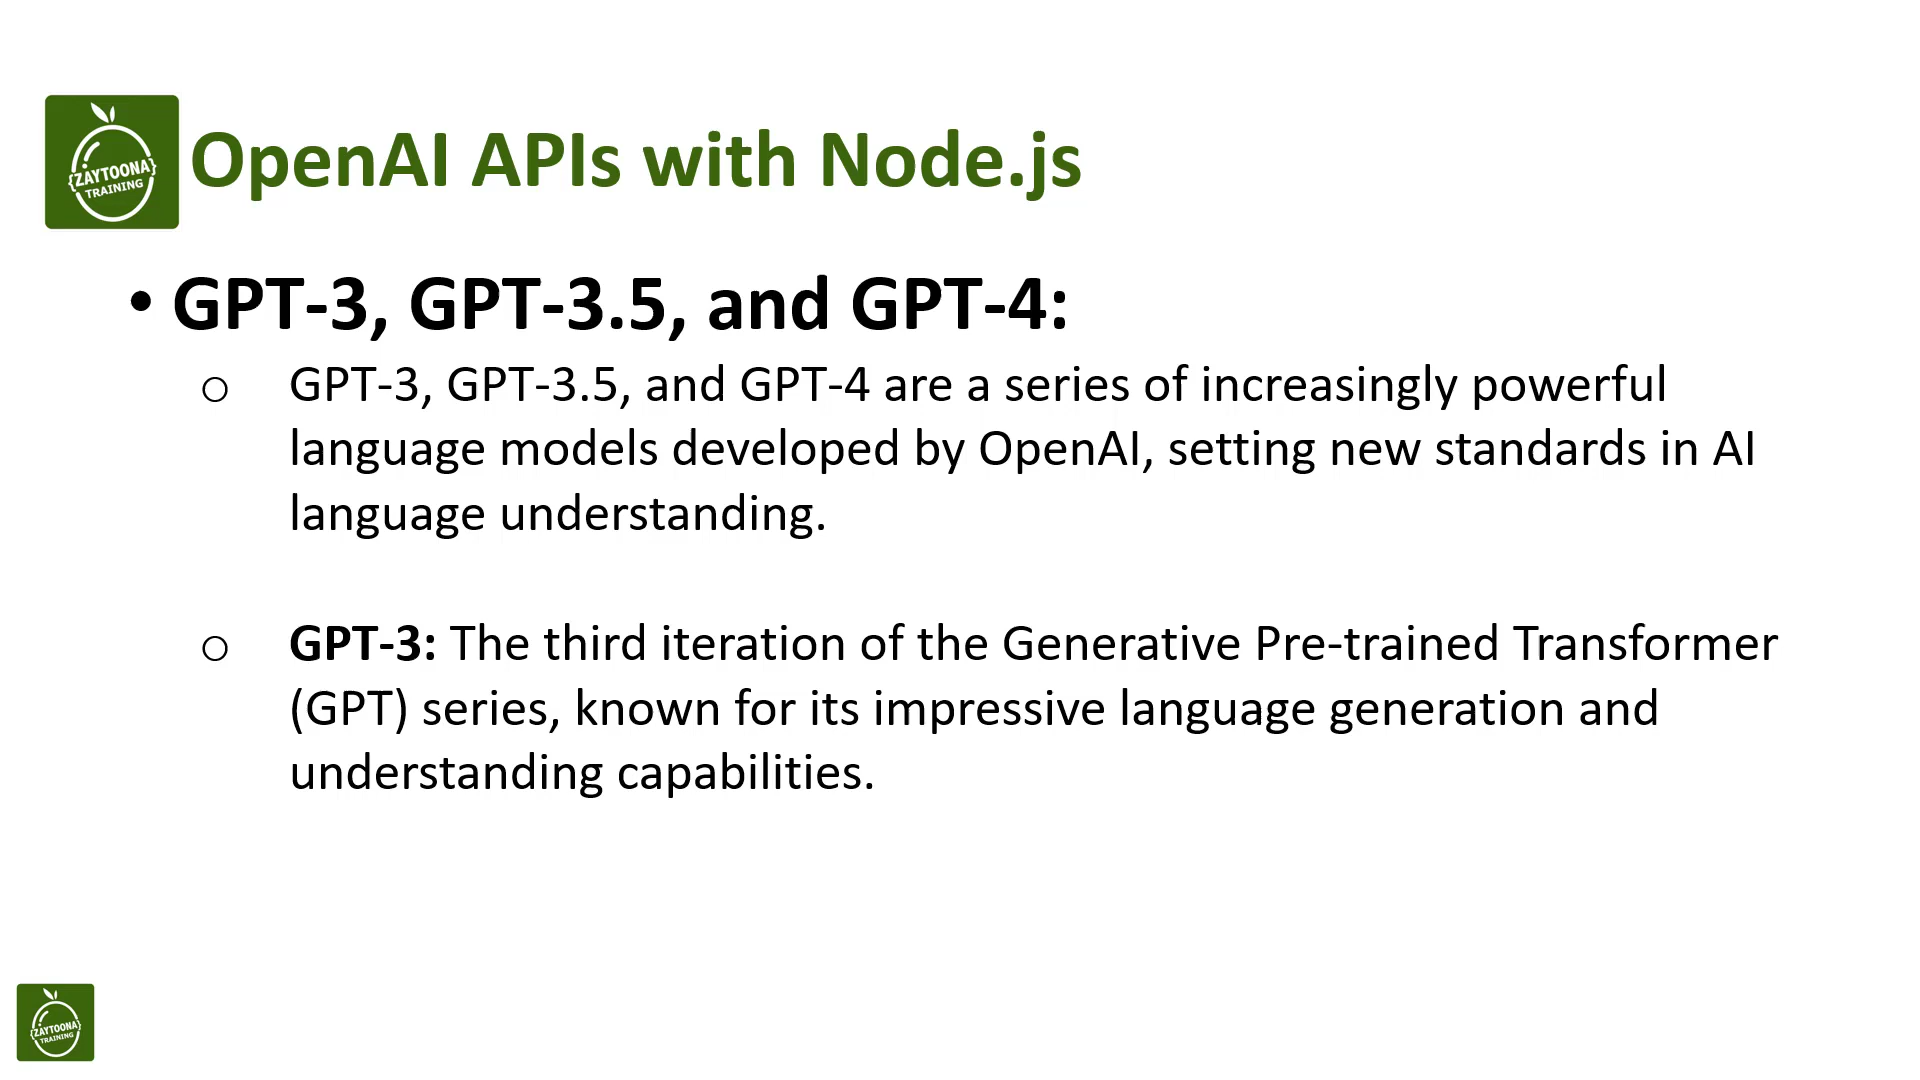 {ZAYTOONA}
TRAINING
OpenAI APIs with Node.js
• GPT-3, GPT-3.5, and GPT-4:
o GPT-3, GPT-3.5, and GPT-4 are a series of increasingly powerful
language models developed by OpenAI, setting new standards in AI
language understanding.
o GPT-3: The third iteration of the Generative Pre-trained Transformer
(GPT) series, known for its impressive language generation and
understanding capabilities.
{ZAYTOONA}
TRAINING